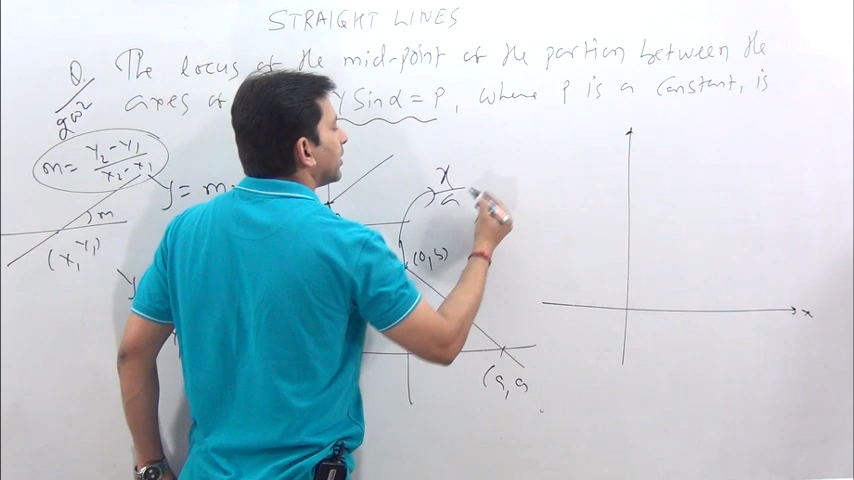 STRAIGHT LINES
Q. The locus of the mid-point of the portion between the
axes of y Sin α = P, where P is a constant, is
m = y₂ - y₁ / x₂ - x₁
m
(x₁ y₁)
y = m
y
x / a
(0, b)
(a, 0
x